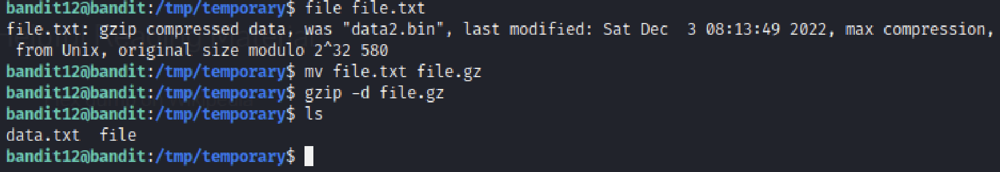 bandit12@bandit:/tmp/temporary$ file file.txt
file.txt: gzip compressed data, was "data2.bin", last modified: Sat Dec  3 08:13:49 2022, max compression,
 from Unix, original size modulo 2^32 580
bandit12@bandit:/tmp/temporary$ mv file.txt file.gz
bandit12@bandit:/tmp/temporary$ gzip -d file.gz
bandit12@bandit:/tmp/temporary$ ls
data.txt  file
bandit12@bandit:/tmp/temporary$